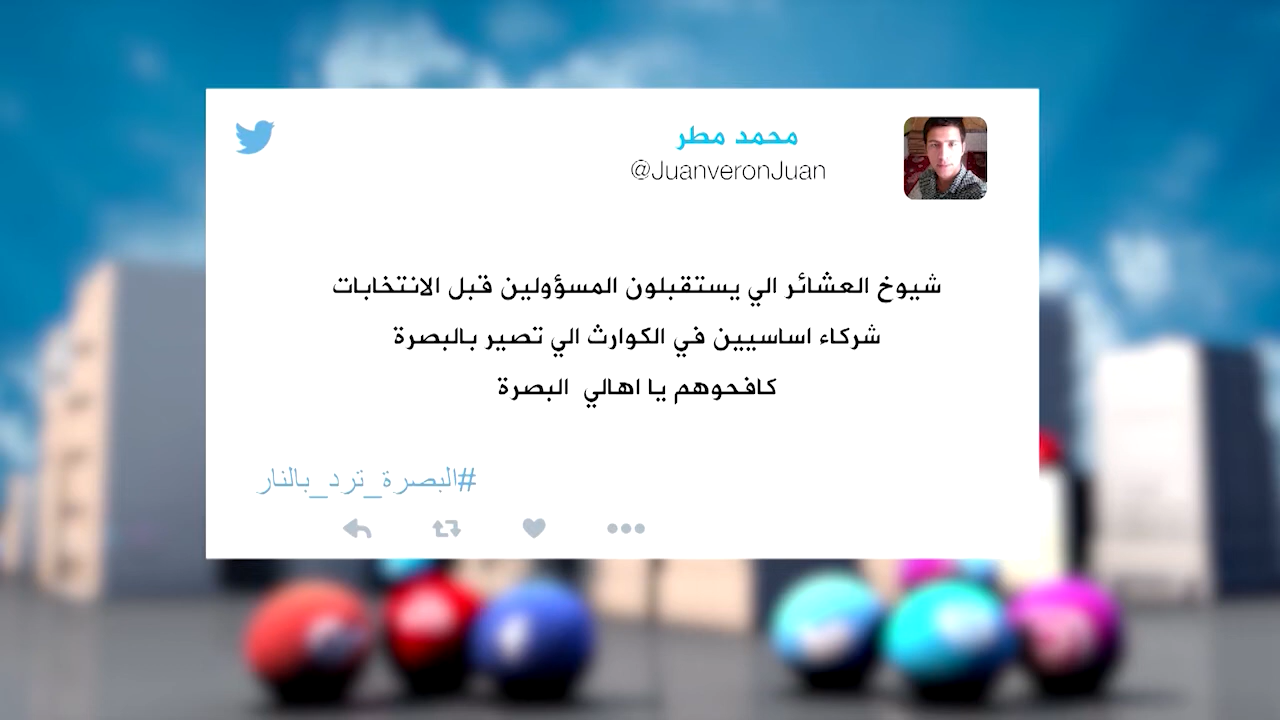 محمد مطر
@JuanveronJuan
شيوخ العشائر الي يستقبلون المسؤولين قبل الانتخابات
شركاء اساسيين في الكوارث الي تصير بالبصرة
كافحوهم يا اهالي البصرة
#البصرة_ترد_بالنار